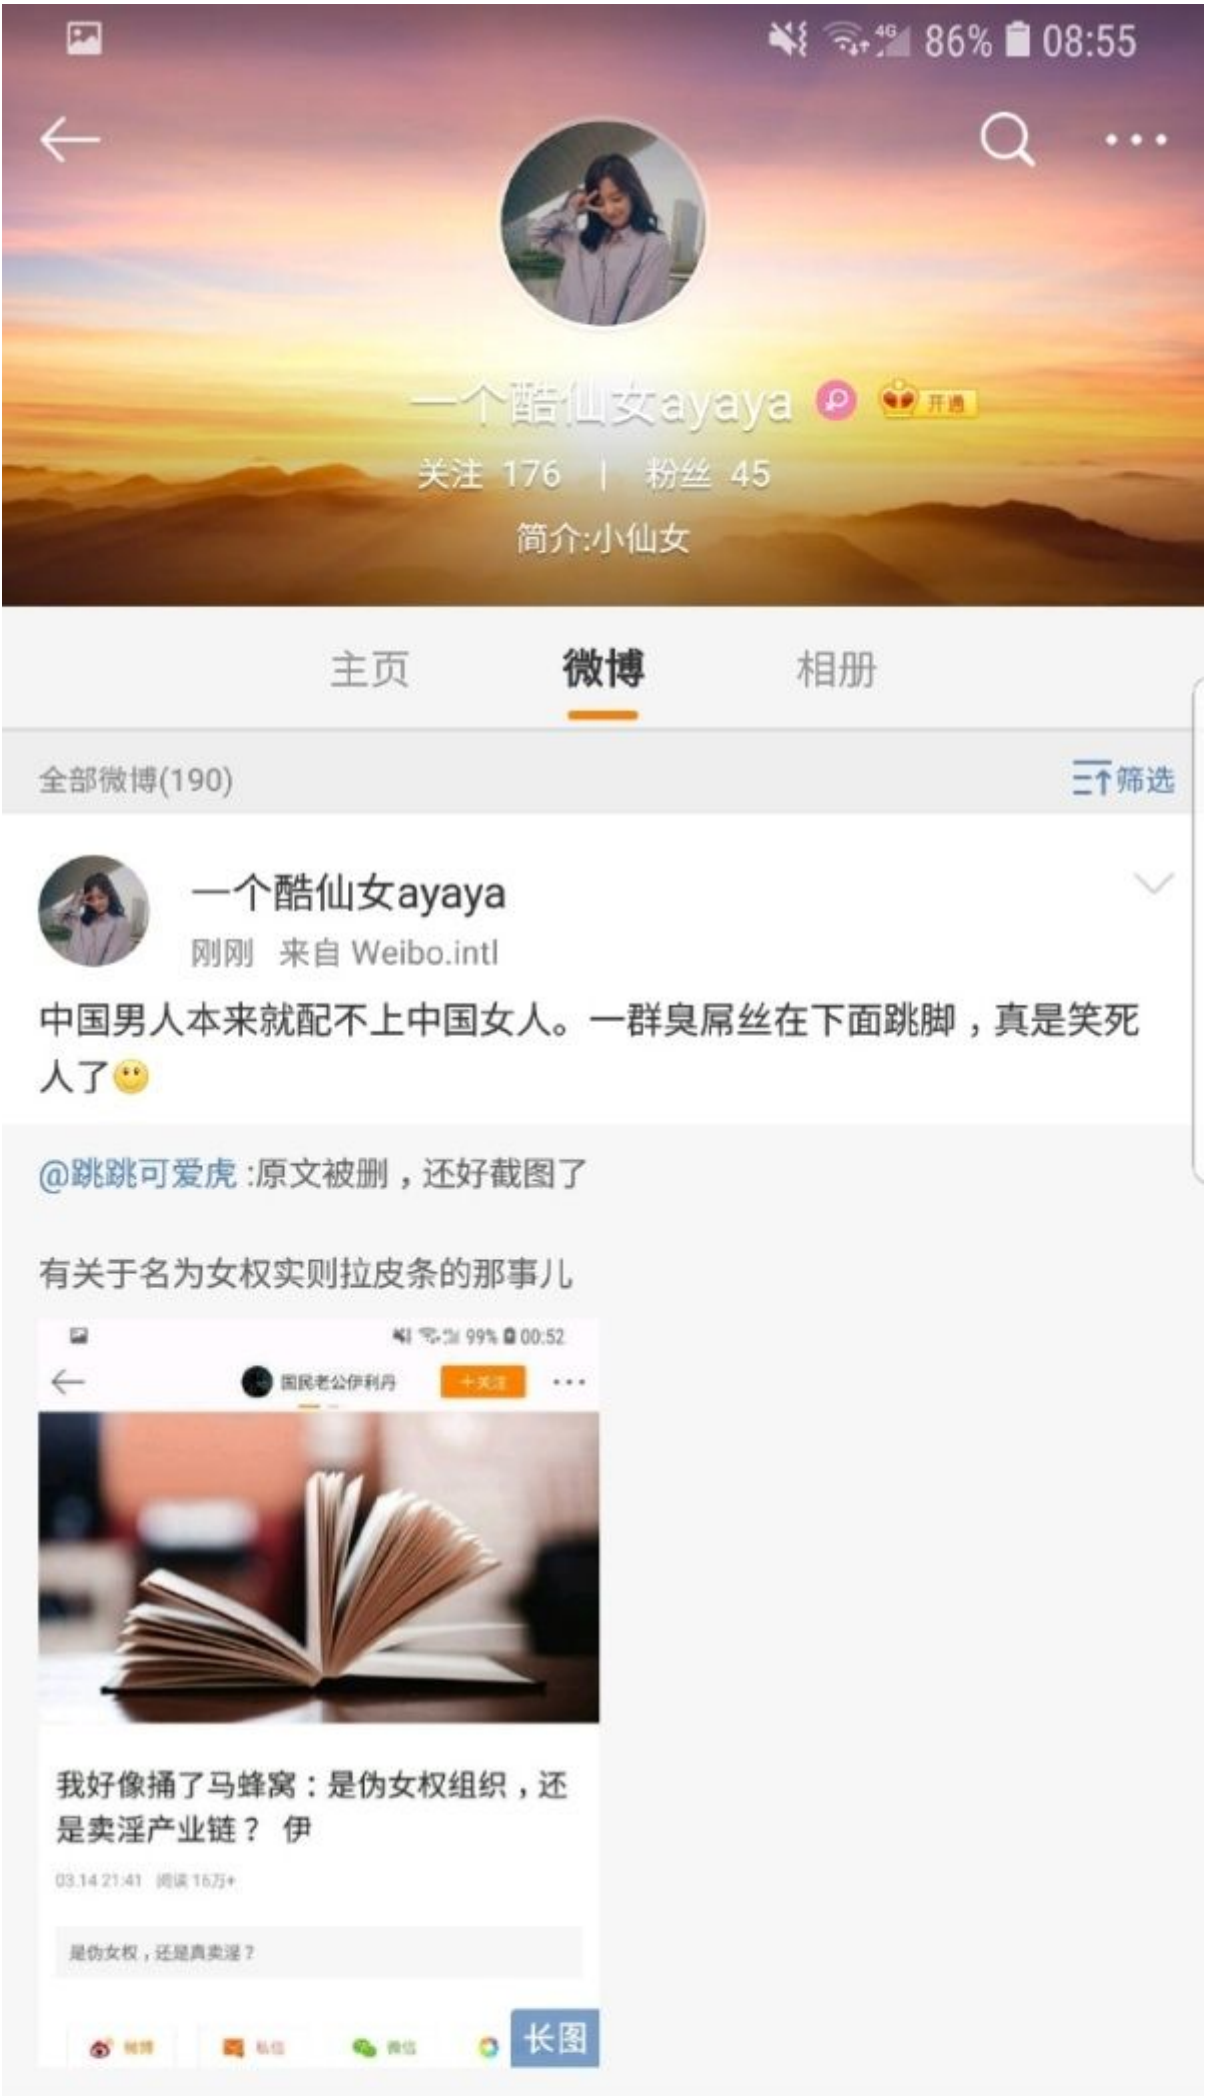 4G 86% 08:55
一个酷仙女ayaya 开通
关注 176 | 粉丝 45
简介:小仙女
主页 微博 相册
全部微博(190) 筛选
一个酷仙女ayaya
刚刚 来自 Weibo.intl
中国男人本来就配不上中国女人。一群臭屌丝在下面跳脚，真是笑死
人了
@跳跳可爱虎:原文被删，还好截图了
有关于名为女权实则拉皮条的那事儿
99% 00:52
国民老公伊利丹 +关注
我好像捅了马蜂窝：是伪女权组织，还
是卖淫产业链？ 伊
03.14 21:41 阅读 16万+
是伪女权，还是真卖淫？
微博 私信 微信 长图